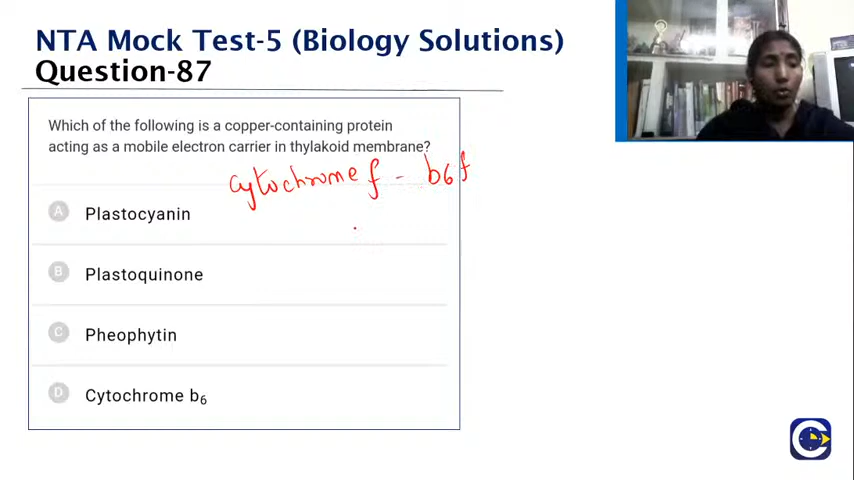 NTA Mock Test-5 (Biology Solutions)
Question-87
Which of the following is a copper-containing protein
acting as a mobile electron carrier in thylakoid membrane?
cytochrome f - b6f
A Plastocyanin
B Plastoquinone
C Pheophytin
D Cytochrome b6